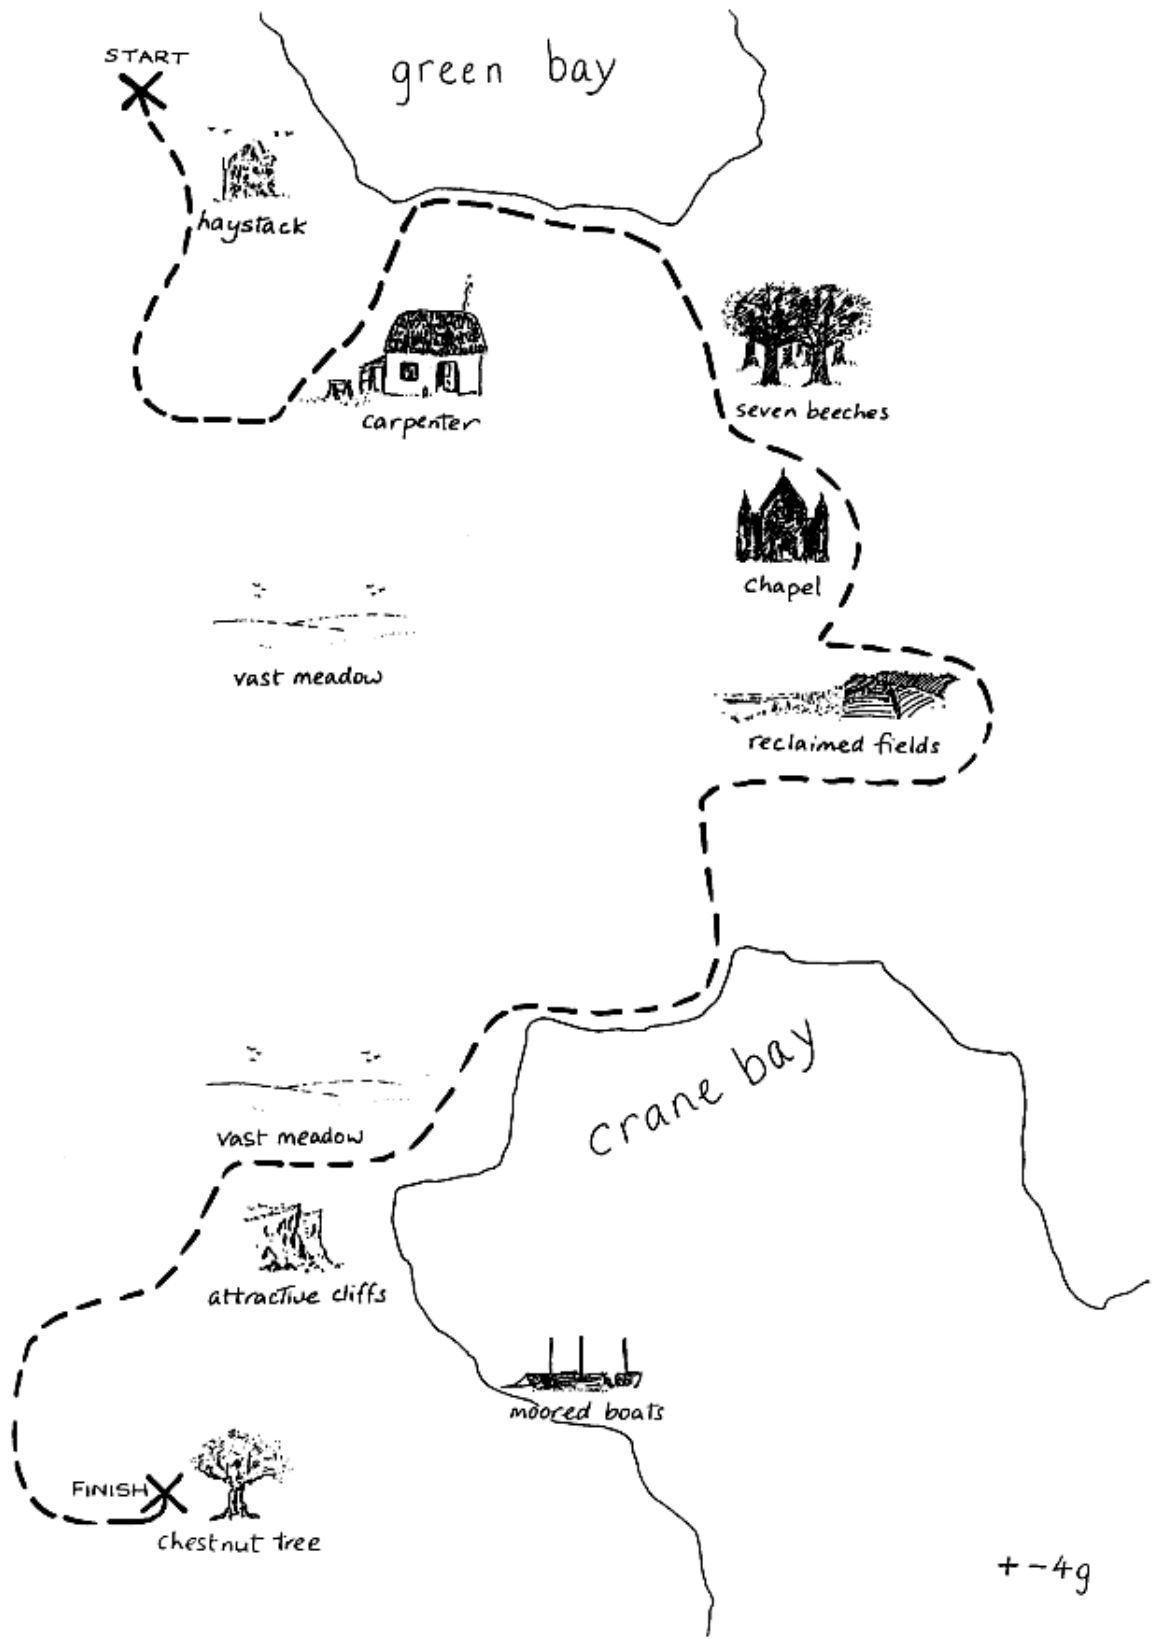 START
green bay
haystack
carpenter
seven beeches
chapel
vast meadow
reclaimed fields
crane bay
vast meadow
attractive cliffs
moored boats
FINISH
chestnut tree
+ - 4g